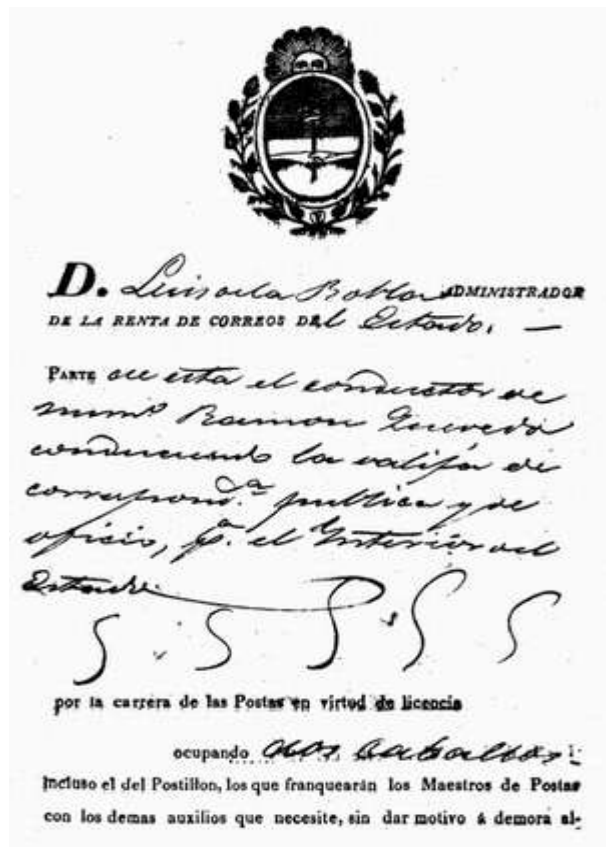 D. Luis de la Robla ADMINISTRADOR
DE LA RENTA DE CORREOS DEl Estado.
PARTE de esta el conductor de
num.º Ramon Quevedo
conduciendo la valija de
correspond.ª publica y de
oficio, p.ª el Interior del
Estado
por la carrera de las Postas en virtud de licencia
ocupando dos caballos
incluso el del Postillon, los que franquearán los Maestros de Postas
con los demas auxilios que necesite, sin dar motivo á demora al-